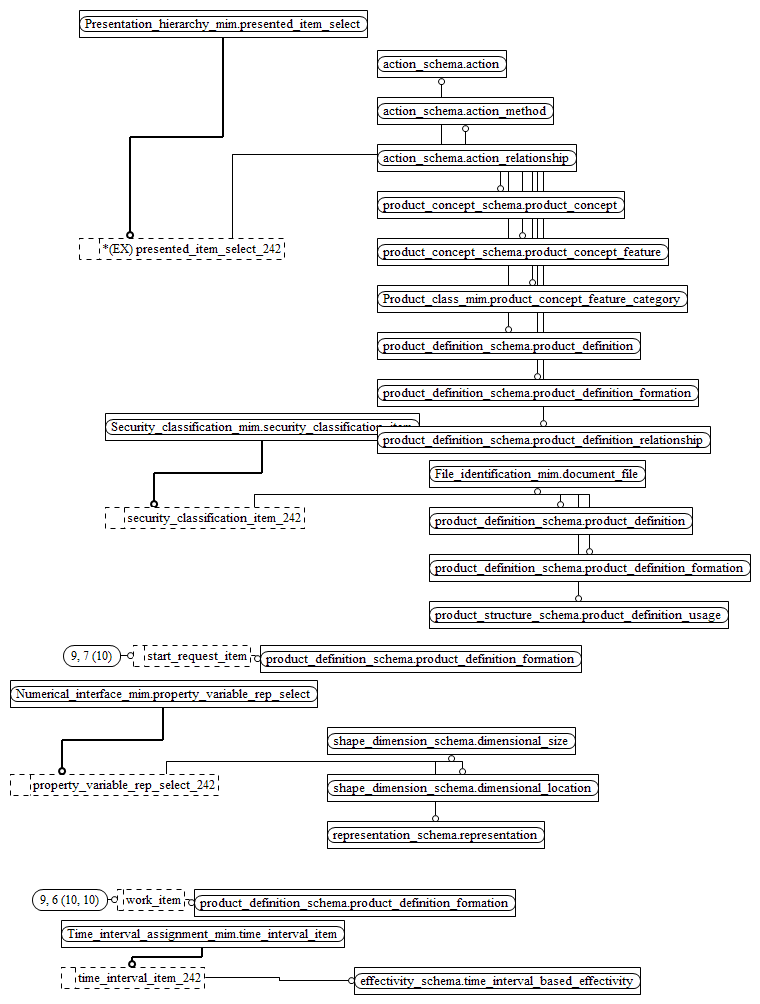 Presentation_hierarchy_mim.presented_item_select
action_schema.action
action_schema.action_method
action_schema.action_relationship
product_concept_schema.product_concept
*(EX) presented_item_select_242
product_concept_schema.product_concept_feature
Product_class_mim.product_concept_feature_category
product_definition_schema.product_definition
product_definition_schema.product_definition_formation
Security_classification_mim.security_classification_item
product_definition_schema.product_definition_relationship
File_identification_mim.document_file
security_classification_item_242
product_definition_schema.product_definition
product_definition_schema.product_definition_formation
product_structure_schema.product_definition_usage
9, 7 (10)
start_request_item
product_definition_schema.product_definition_formation
Numerical_interface_mim.property_variable_rep_select
shape_dimension_schema.dimensional_size
property_variable_rep_select_242
shape_dimension_schema.dimensional_location
representation_schema.representation
9, 6 (10, 10)
work_item
product_definition_schema.product_definition_formation
Time_interval_assignment_mim.time_interval_item
time_interval_item_242
effectivity_schema.time_interval_based_effectivity